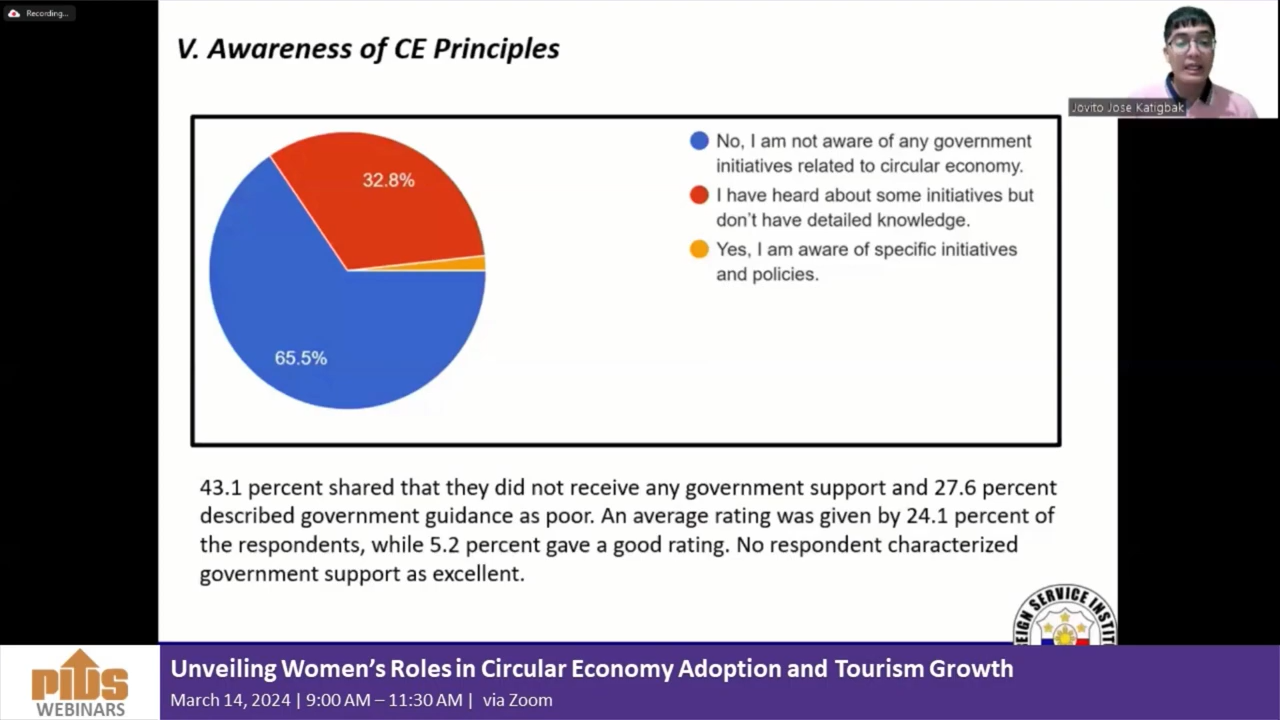 Recording...
V. Awareness of CE Principles
Jovito Jose Katigbak
32.8%
65.5%
No, I am not aware of any government
initiatives related to circular economy.
I have heard about some initiatives but
don't have detailed knowledge.
Yes, I am aware of specific initiatives
and policies.
43.1 percent shared that they did not receive any government support and 27.6 percent
described government guidance as poor. An average rating was given by 24.1 percent of
the respondents, while 5.2 percent gave a good rating. No respondent characterized
government support as excellent.
EIGN SERVICE INSTIT
PIDS
WEBINARS
Unveiling Women's Roles in Circular Economy Adoption and Tourism Growth
March 14, 2024 | 9:00 AM – 11:30 AM | via Zoom